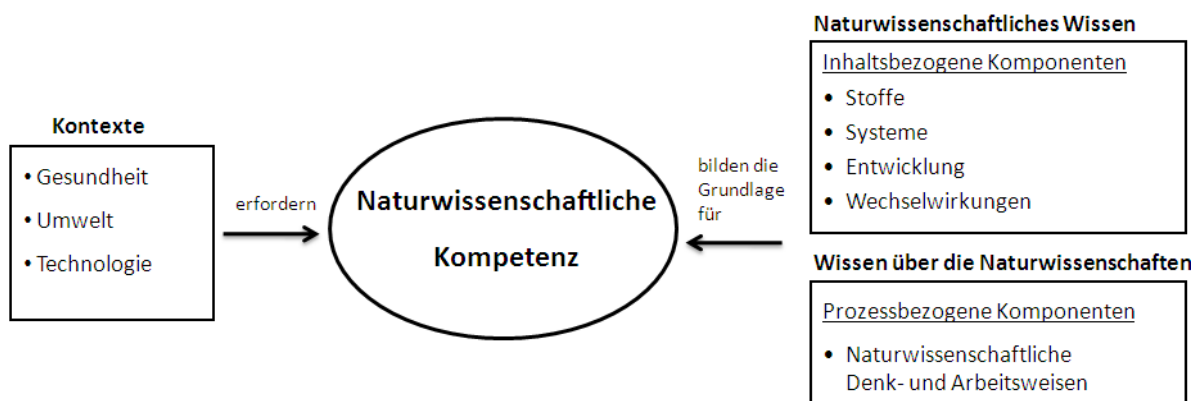 Kontexte
• Gesundheit
• Umwelt
• Technologie
erfordern
Naturwissenschaftliche
Kompetenz
bilden die
Grundlage
für
Naturwissenschaftliches Wissen
Inhaltsbezogene Komponenten
• Stoffe
• Systeme
• Entwicklung
• Wechselwirkungen
Wissen über die Naturwissenschaften
Prozessbezogene Komponenten
• Naturwissenschaftliche
Denk- und Arbeitsweisen